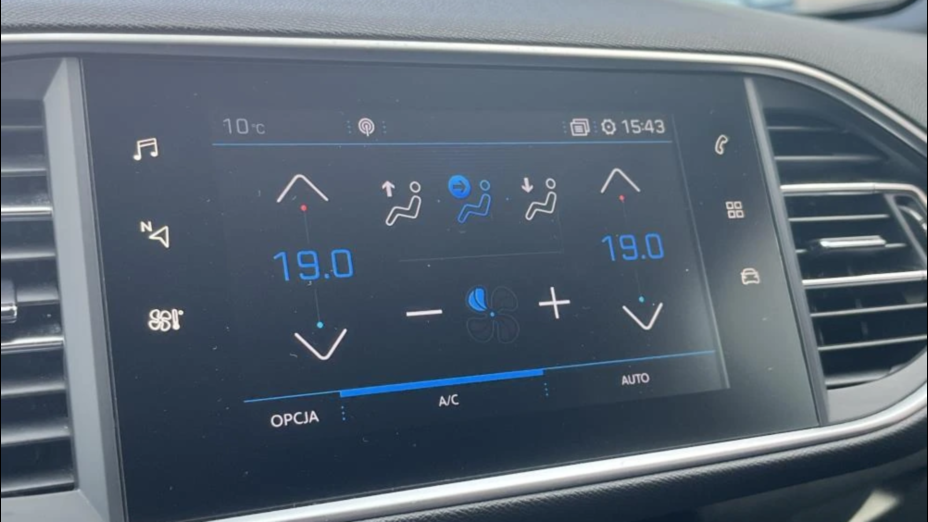 10°C 15:43
N
19.0 19.0
OPCJA A/C AUTO